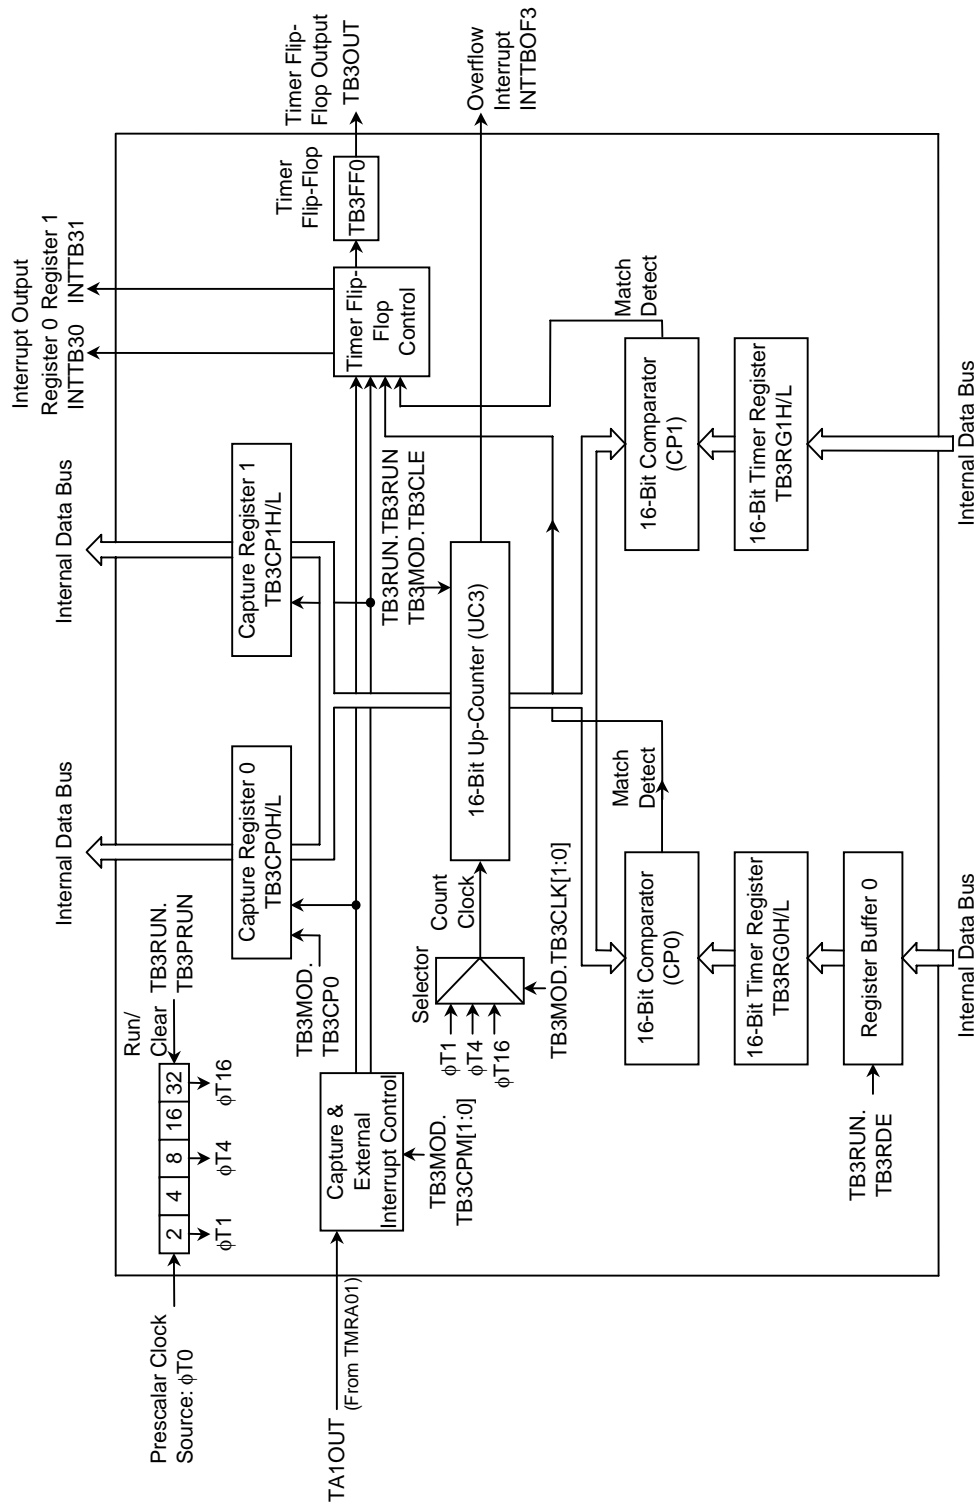 Prescalar Clock
Source: ϕT0
2
4
8
16
32
ϕT1
ϕT4
ϕT16
Run/
Clear
TB3RUN.
TB3PRUN
TA1OUT
(From TMRA01)
Capture &
External
Interrupt Control
TB3MOD.
TB3CPM[1:0]
TB3MOD.
TB3CP0
Internal Data Bus
Capture Register 0
TB3CP0H/L
Internal Data Bus
Capture Register 1
TB3CP1H/L
Interrupt Output
Register 0 Register 1
INTTB30 INTTB31
Timer Flip-
Flop
Control
Timer
Flip-Flop
TB3FF0
Timer Flip-
Flop Output
TB3OUT
Selector
ϕT1
ϕT4
ϕT16
TB3MOD.TB3CLK[1:0]
Count
Clock
16-Bit Up-Counter (UC3)
TB3RUN.TB3RUN
TB3MOD.TB3CLE
Overflow
Interrupt
INTTBOF3
Match
Detect
Match
Detect
16-Bit Comparator
(CP0)
16-Bit Timer Register
TB3RG0H/L
Register Buffer 0
TB3RUN.
TB3RDE
16-Bit Comparator
(CP1)
16-Bit Timer Register
TB3RG1H/L
Internal Data Bus
Internal Data Bus